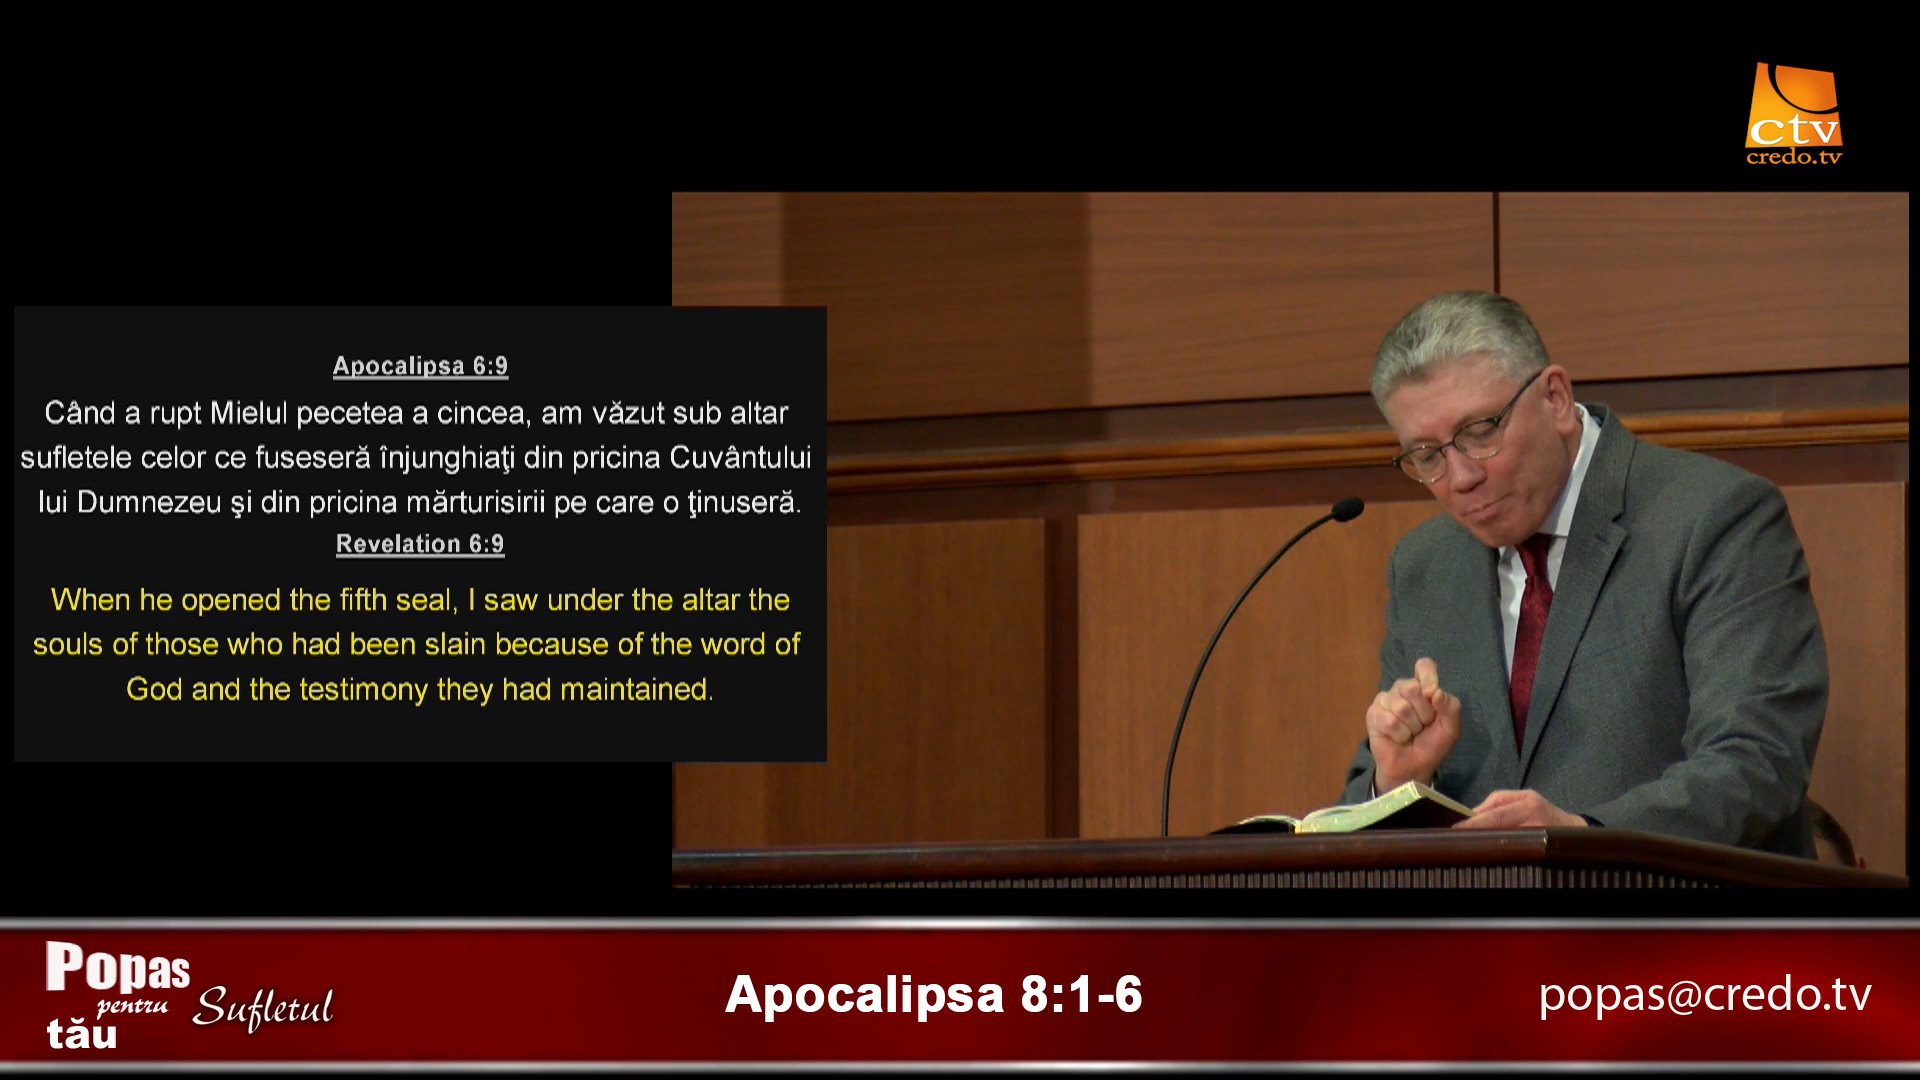 ctv
credo.tv
Apocalipsa 6:9
Când a rupt Mielul pecetea a cincea, am văzut sub altar
sufletele celor ce fuseseră înjunghiaţi din pricina Cuvântului
lui Dumnezeu şi din pricina mărturisirii pe care o ţinuseră.
Revelation 6:9
When he opened the fifth seal, I saw under the altar the
souls of those who had been slain because of the word of
God and the testimony they had maintained.
Popas
pentru Sufletul
tău
Apocalipsa 8:1-6
popas@credo.tv